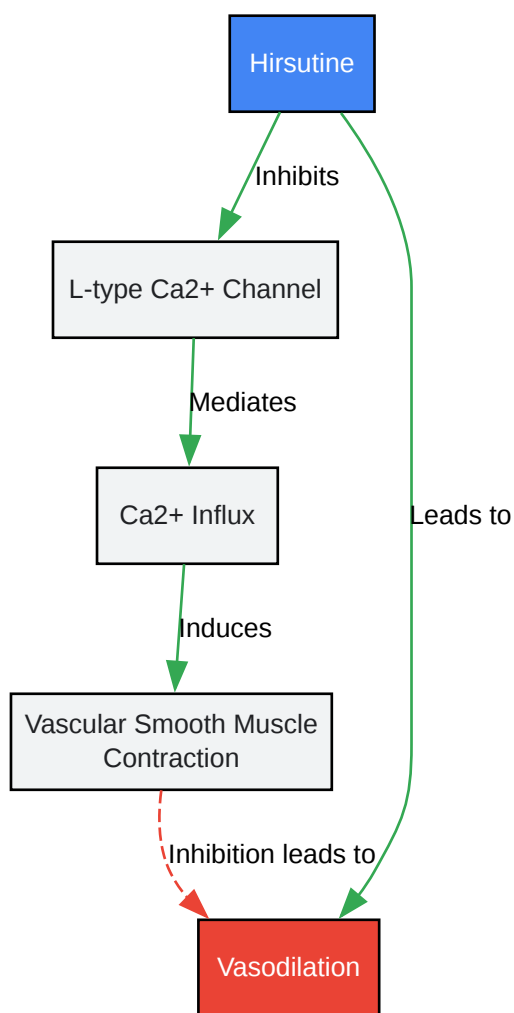 Hirsutine
Inhibits
L-type Ca2+ Channel
Mediates
Ca2+ Influx
Leads to
Induces
Vascular Smooth Muscle
Contraction
Inhibition leads to
Vasodilation